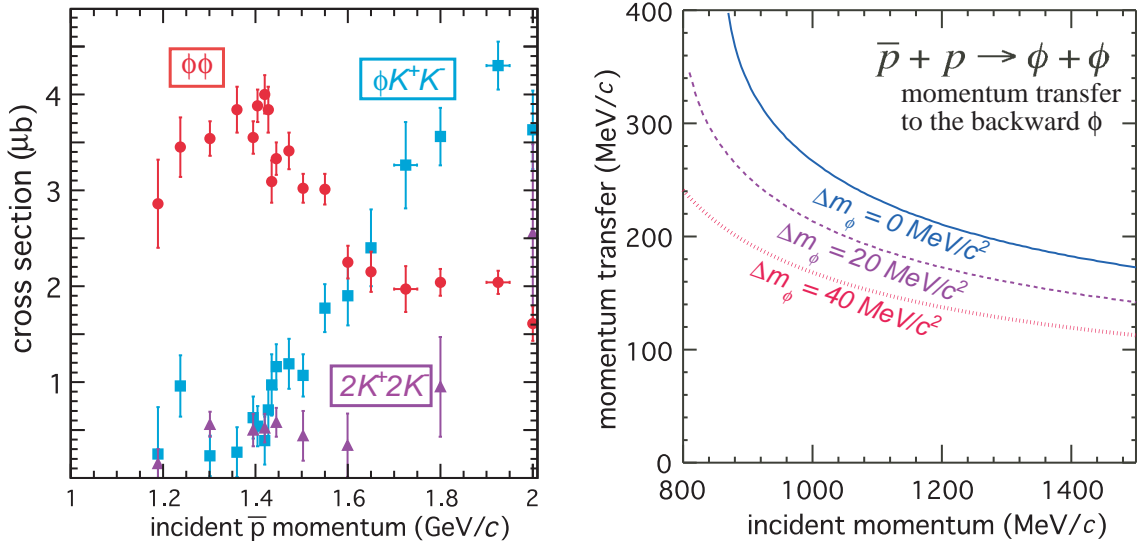 cross section (μb)
4
3
2
1
ϕϕ
ϕK⁺K⁻
2K⁺2K⁻
1
1.2
1.4
1.6
1.8
2
incident p̅ momentum (GeV/c)
momentum transfer (MeV/c)
400
300
200
100
0
p̅ + p → ϕ + ϕ
momentum transfer
to the backward ϕ
Δm_ϕ = 0 MeV/c²
Δm_ϕ = 20 MeV/c²
Δm_ϕ = 40 MeV/c²
800
1000
1200
1400
incident momentum (MeV/c)